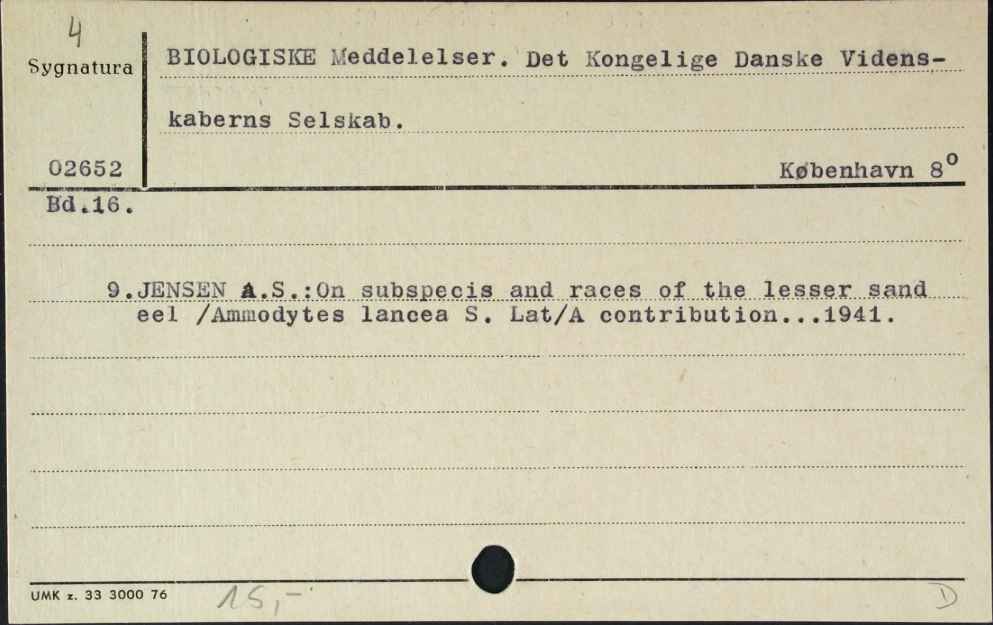 4
Sygnatura
BIOLOGISKE Meddelelser. Det Kongelige Danske Videns-
kaberns Selskab.
02652
København 8°
Bd.16.
9.JENSEN A.S.:On subspecis and races of the lesser sand
eel /Ammodytes lancea S. Lat/A contribution...1941.
UMK z. 33 3000 76
15,-
D